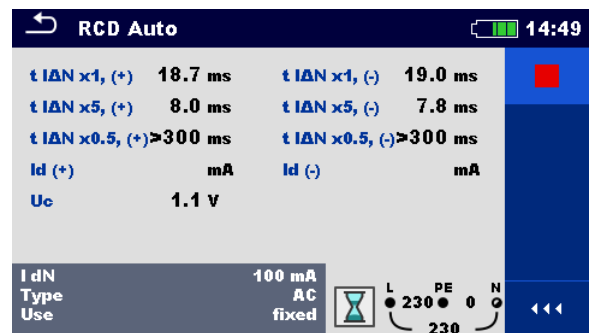 RCD Auto 14:49
t IΔN x1, (+) 18.7 ms t IΔN x1, (-) 19.0 ms
t IΔN x5, (+) 8.0 ms t IΔN x5, (-) 7.8 ms
t IΔN x0.5, (+)>300 ms t IΔN x0.5, (-)>300 ms
Id (+) mA Id (-) mA
Uc 1.1 V
I dN 100 mA
Type AC
Use fixed
L PE N
230 0
230